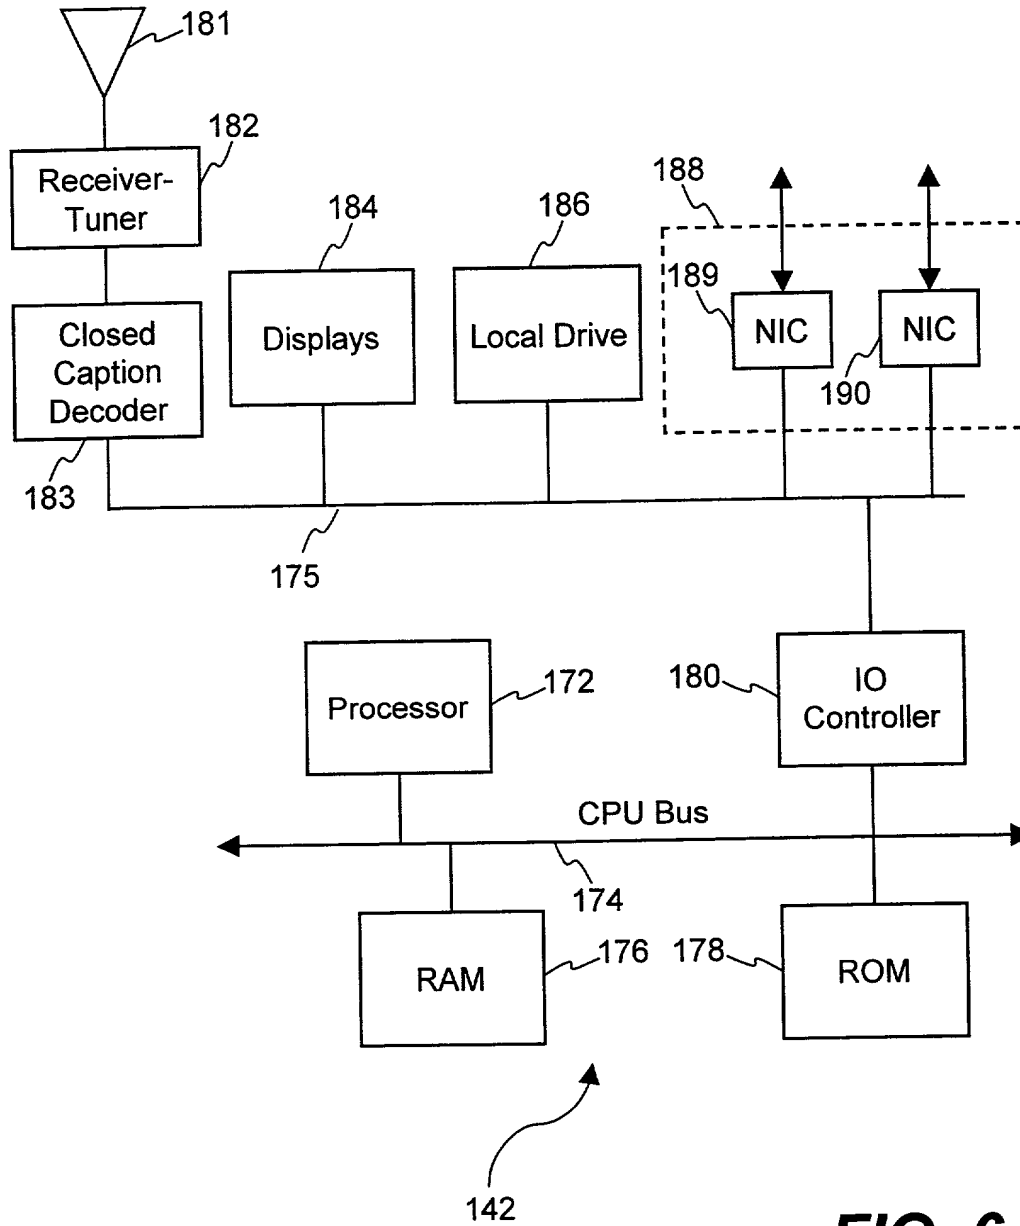 181
182
Receiver-
Tuner
184
186
188
189
Closed
Caption
Decoder
Displays
Local Drive
NIC
NIC
190
183
175
Processor
172
180
IO
Controller
CPU Bus
174
RAM
176
178
ROM
142
FIG. 6